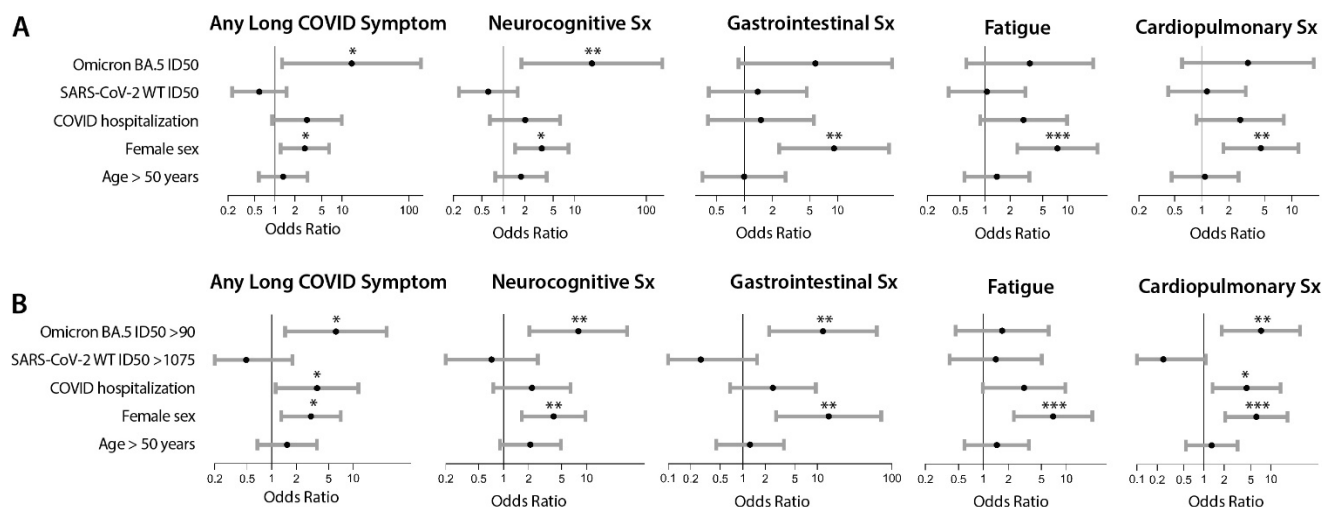 A
Any Long COVID Symptom Neurocognitive Sx Gastrointestinal Sx Fatigue Cardiopulmonary Sx
Omicron BA.5 ID50 * **
SARS-CoV-2 WT ID50
COVID hospitalization
Female sex * * ** *** **
Age > 50 years
0.2 0.5 1 2 5 10 100 0.2 0.5 1 2 5 10 100 0.5 1 2 5 10 0.2 0.5 1 2 5 10 0.2 0.5 1 2 5 10
Odds Ratio Odds Ratio Odds Ratio Odds Ratio Odds Ratio
B
Any Long COVID Symptom Neurocognitive Sx Gastrointestinal Sx Fatigue Cardiopulmonary Sx
Omicron BA.5 ID50 >90 * ** ** **
SARS-CoV-2 WT ID50 >1075
COVID hospitalization * *
Female sex * ** ** *** ***
Age > 50 years
0.2 0.5 1 2 5 10 0.2 0.5 1 2 5 10 0.1 0.2 0.5 1 2 5 10 100 0.2 0.5 1 2 5 10 0.1 0.2 1 2 5 10
Odds Ratio Odds Ratio Odds Ratio Odds Ratio Odds Ratio